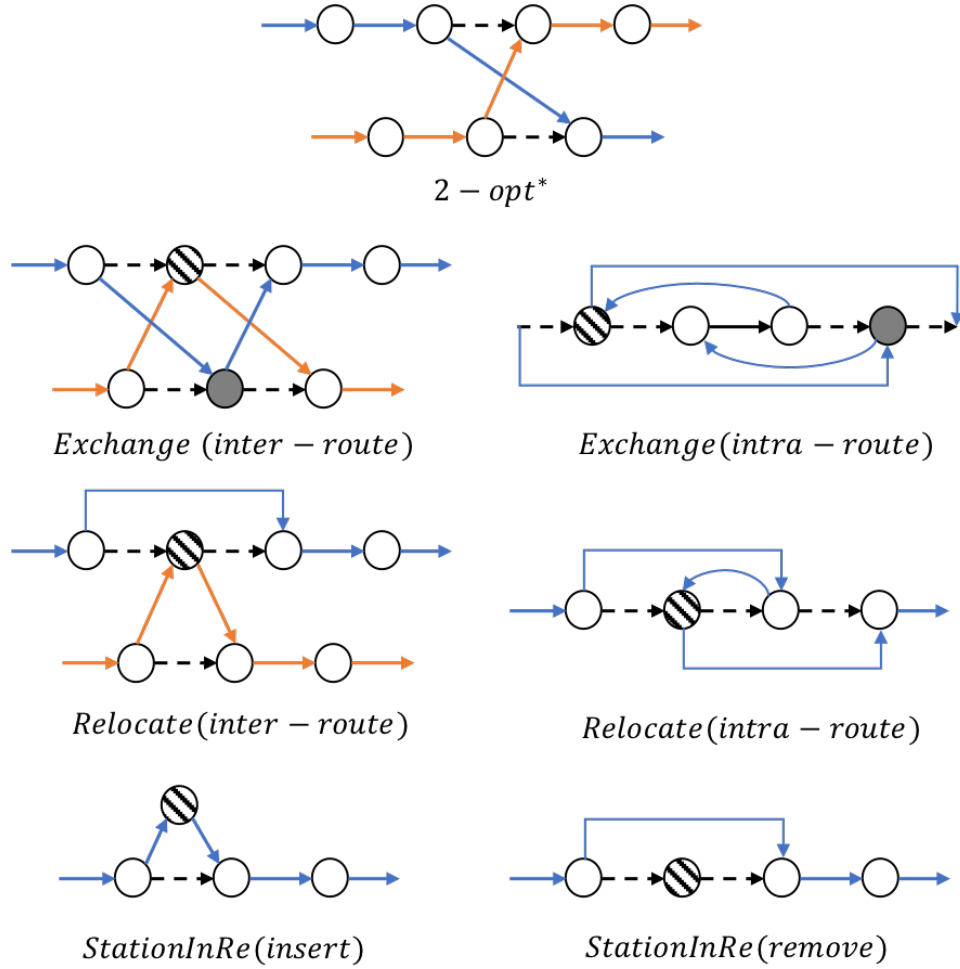 2 − opt*
Exchange (inter − route)
Exchange(intra − route)
Relocate(inter − route)
Relocate(intra − route)
StationInRe(insert)
StationInRe(remove)